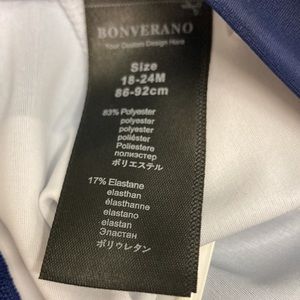 BONVERANO
Your Custom Design Here
Size
18-24M
86-92cm
83% Polyester
polyester
polyester
poliéster
Poliestere
полиэстер
ポリエステル
17% Elastane
elasthan
élasthanne
elastano
elastan
Эластан
ポリウレタン